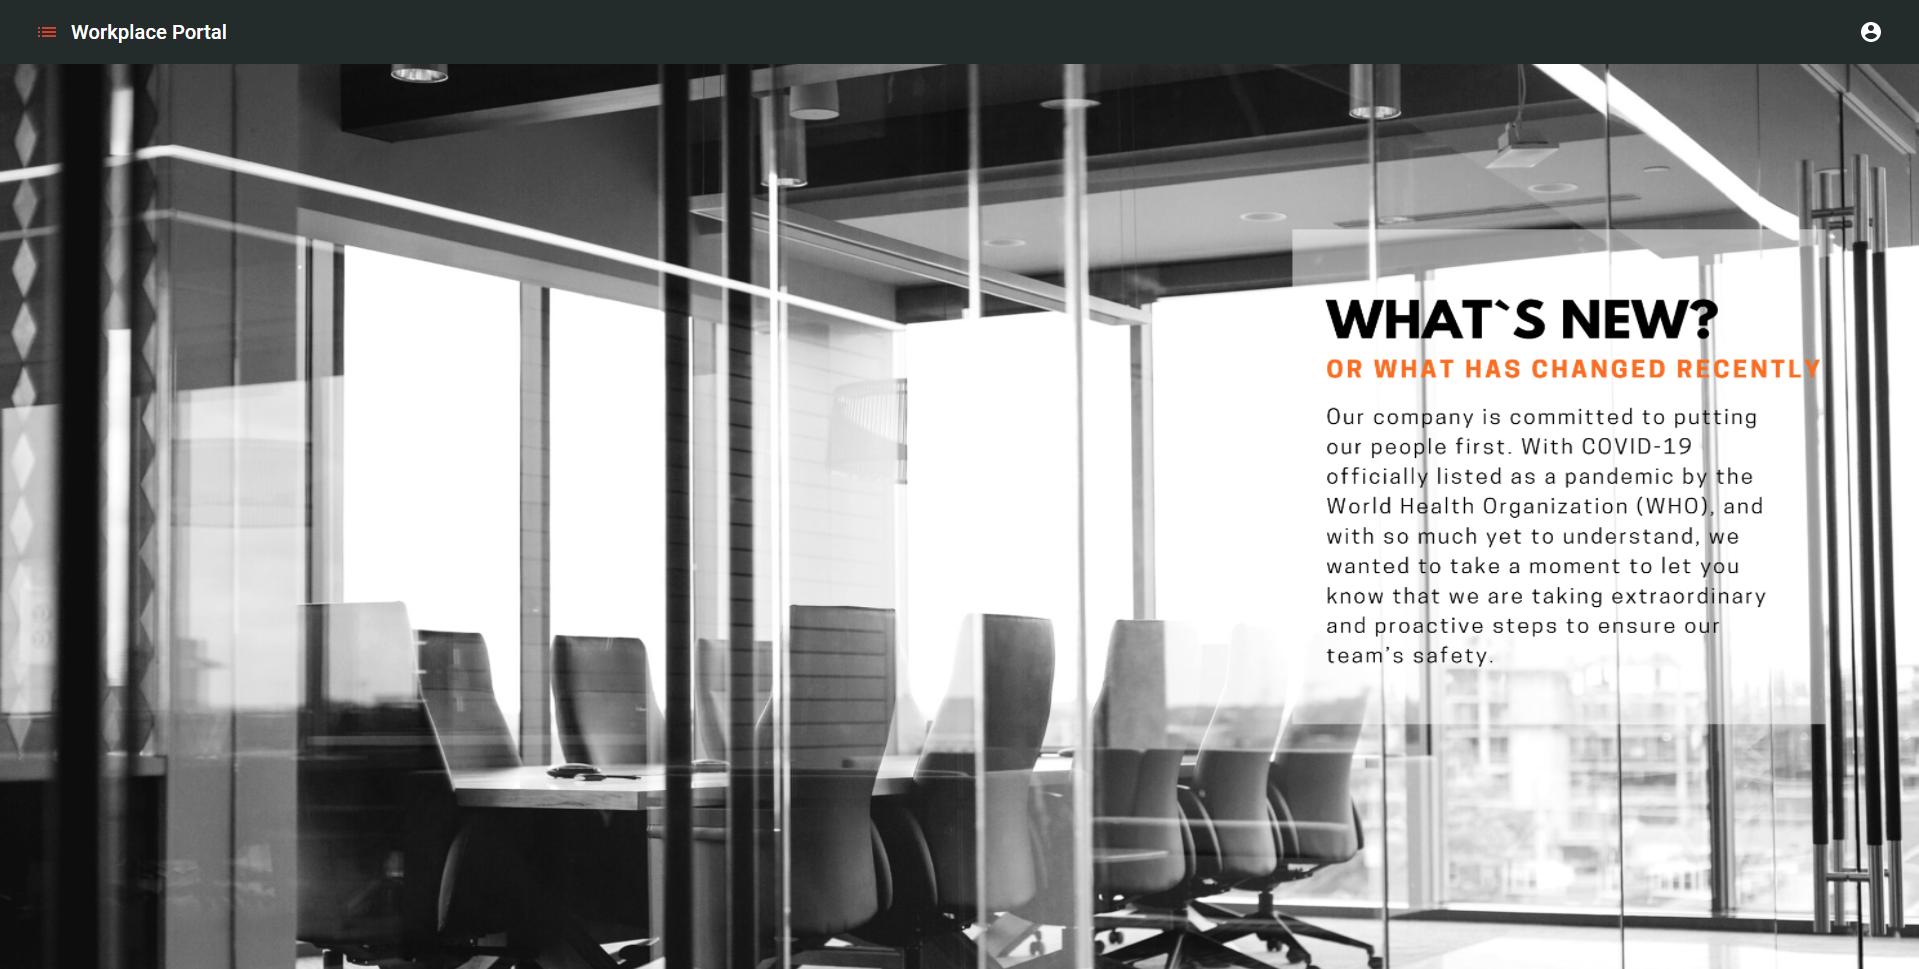 Workplace Portal
WHAT`S NEW?
OR WHAT HAS CHANGED RECENTLY
Our company is committed to putting
our people first. With COVID-19
officially listed as a pandemic by the
World Health Organization (WHO), and
with so much yet to understand, we
wanted to take a moment to let you
know that we are taking extraordinary
and proactive steps to ensure our
team’s safety.